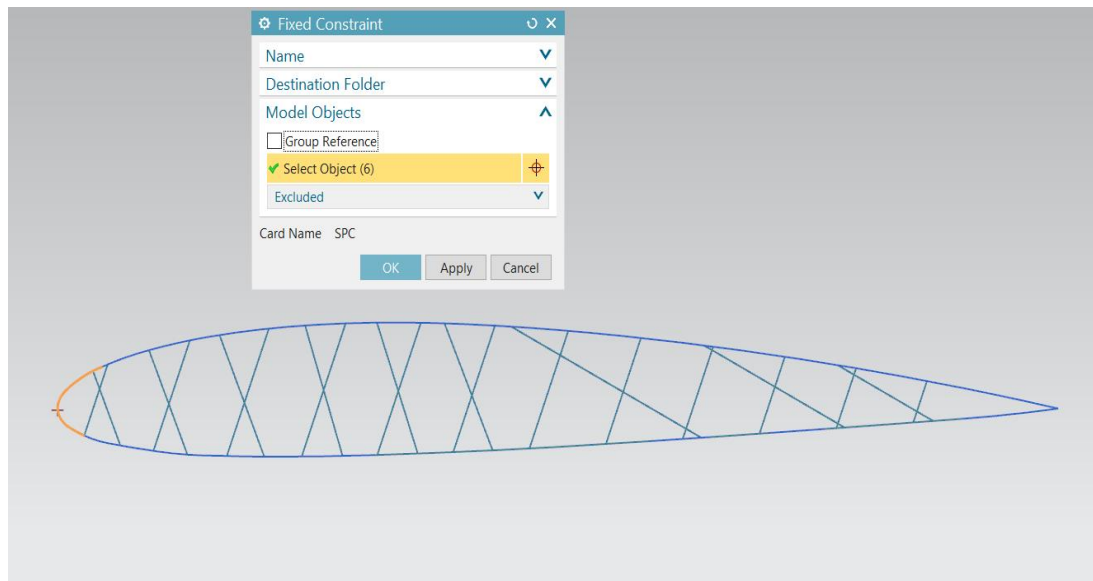 Fixed Constraint
Name
Destination Folder
Model Objects
Group Reference
Select Object (6)
Excluded
Card Name SPC
OK Apply Cancel